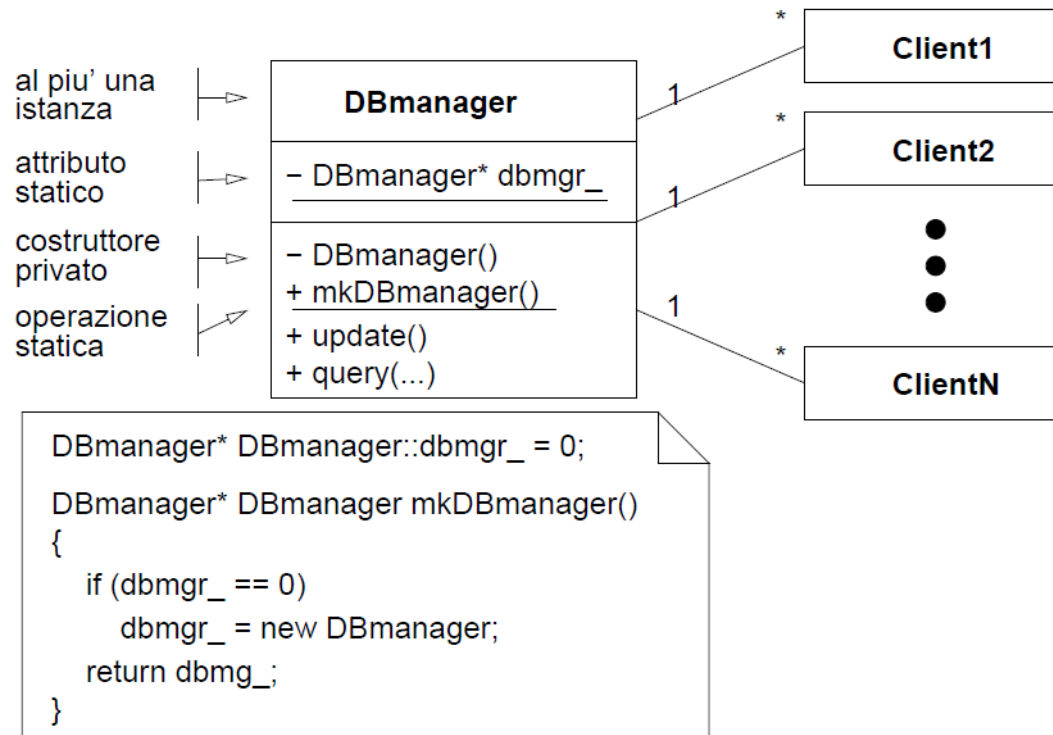 al piu' una
istanza
attributo
statico
costruttore
privato
operazione
statica
DBmanager
− DBmanager* dbmgr_
− DBmanager()
+ mkDBmanager()
+ update()
+ query(...)
1
*
Client1
1
*
Client2
1
*
ClientN
DBmanager* DBmanager::dbmgr_ = 0;
DBmanager* DBmanager mkDBmanager()
{
if (dbmgr_ == 0)
dbmgr_ = new DBmanager;
return dbmg_;
}